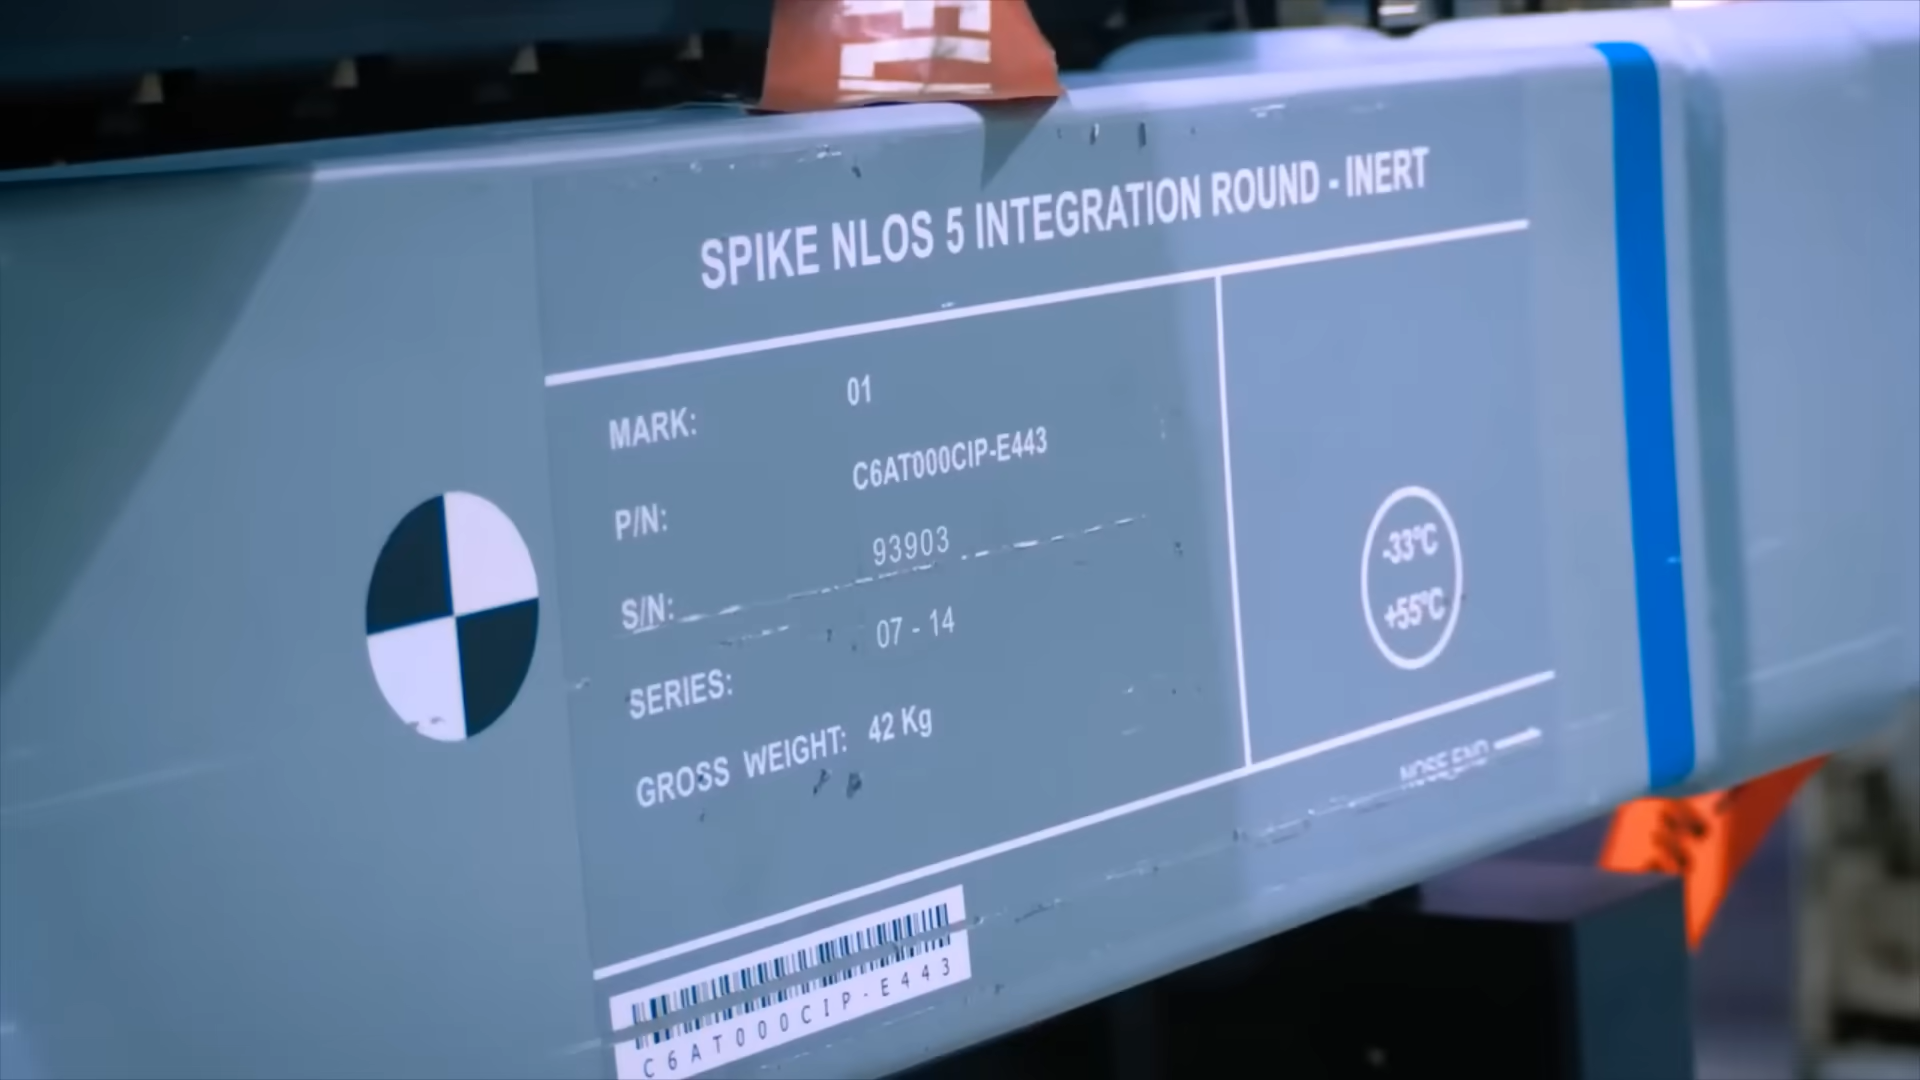 SPIKE NLOS 5 INTEGRATION ROUND - INERT
MARK: 01
P/N: C6AT000CIP-E443
S/N: 93903
SERIES: 07 - 14
GROSS WEIGHT: 42 Kg
-33°C
+55°C
NOSE END
C6AT000CIP-E443